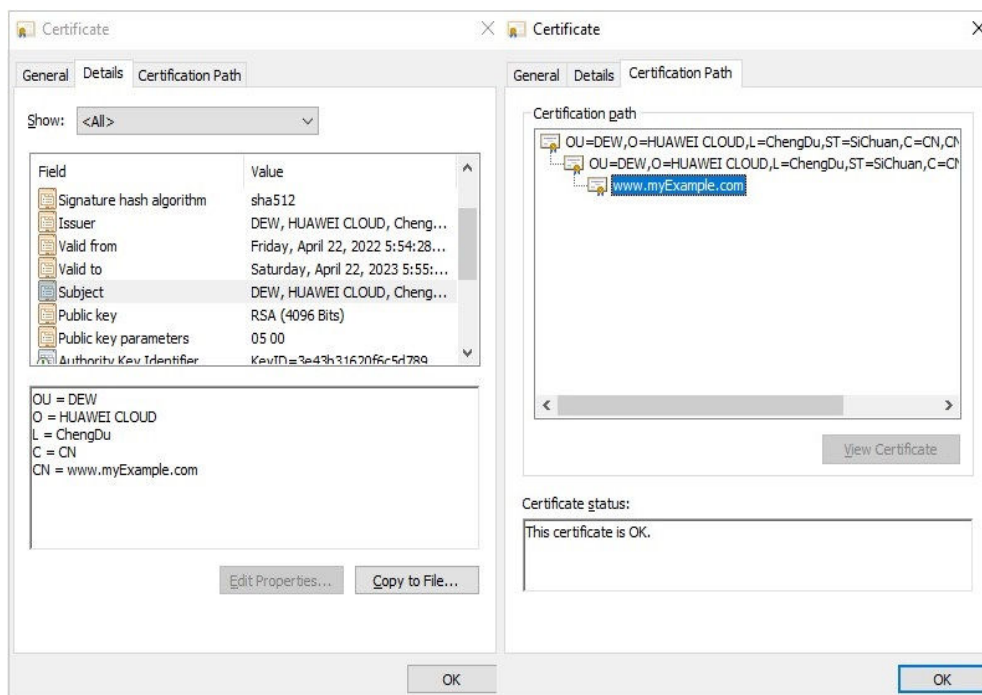 Certificate
General Details Certification Path
Show: <All>
Field Value
Signature hash algorithm sha512
Issuer DEW, HUAWEI CLOUD, Cheng...
Valid from Friday, April 22, 2022 5:54:28...
Valid to Saturday, April 22, 2023 5:55:...
Subject DEW, HUAWEI CLOUD, Cheng...
Public key RSA (4096 Bits)
Public key parameters 05 00
Authority Key Identifier KeyID=3e43b31620f6c5d789
OU = DEW
O = HUAWEI CLOUD
L = ChengDu
C = CN
CN = www.myExample.com
Edit Properties... Copy to File...
OK
Certificate
General Details Certification Path
Certification path
OU=DEW,O=HUAWEI CLOUD,L=ChengDu,ST=SiChuan,C=CN,CN
OU=DEW,O=HUAWEI CLOUD,L=ChengDu,ST=SiChuan,C=CN
www.myExample.com
View Certificate
Certificate status:
This certificate is OK.
OK